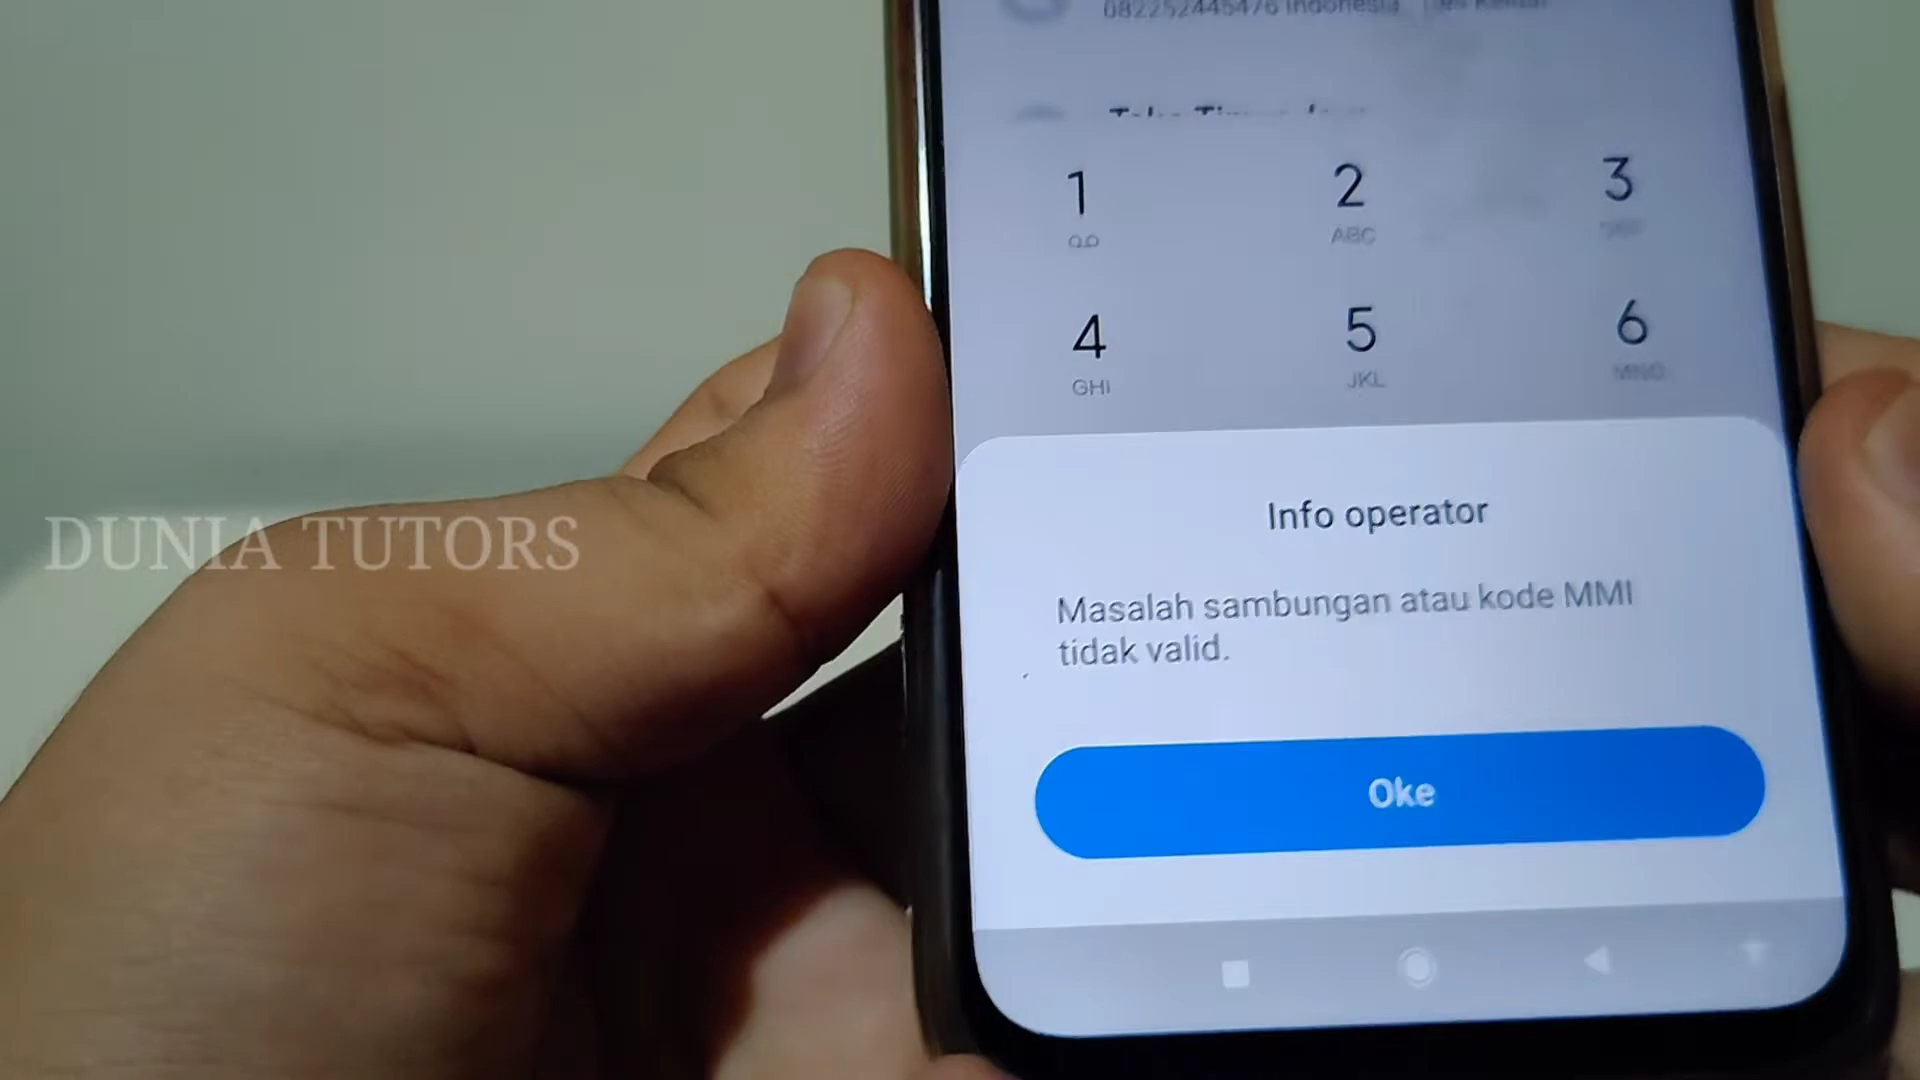 082252445476 Indonesia
1
2
ABC
3
4
GHI
5
JKL
6
MNO
Info operator
DUNIA TUTORS
Masalah sambungan atau kode MMI
tidak valid.
Oke